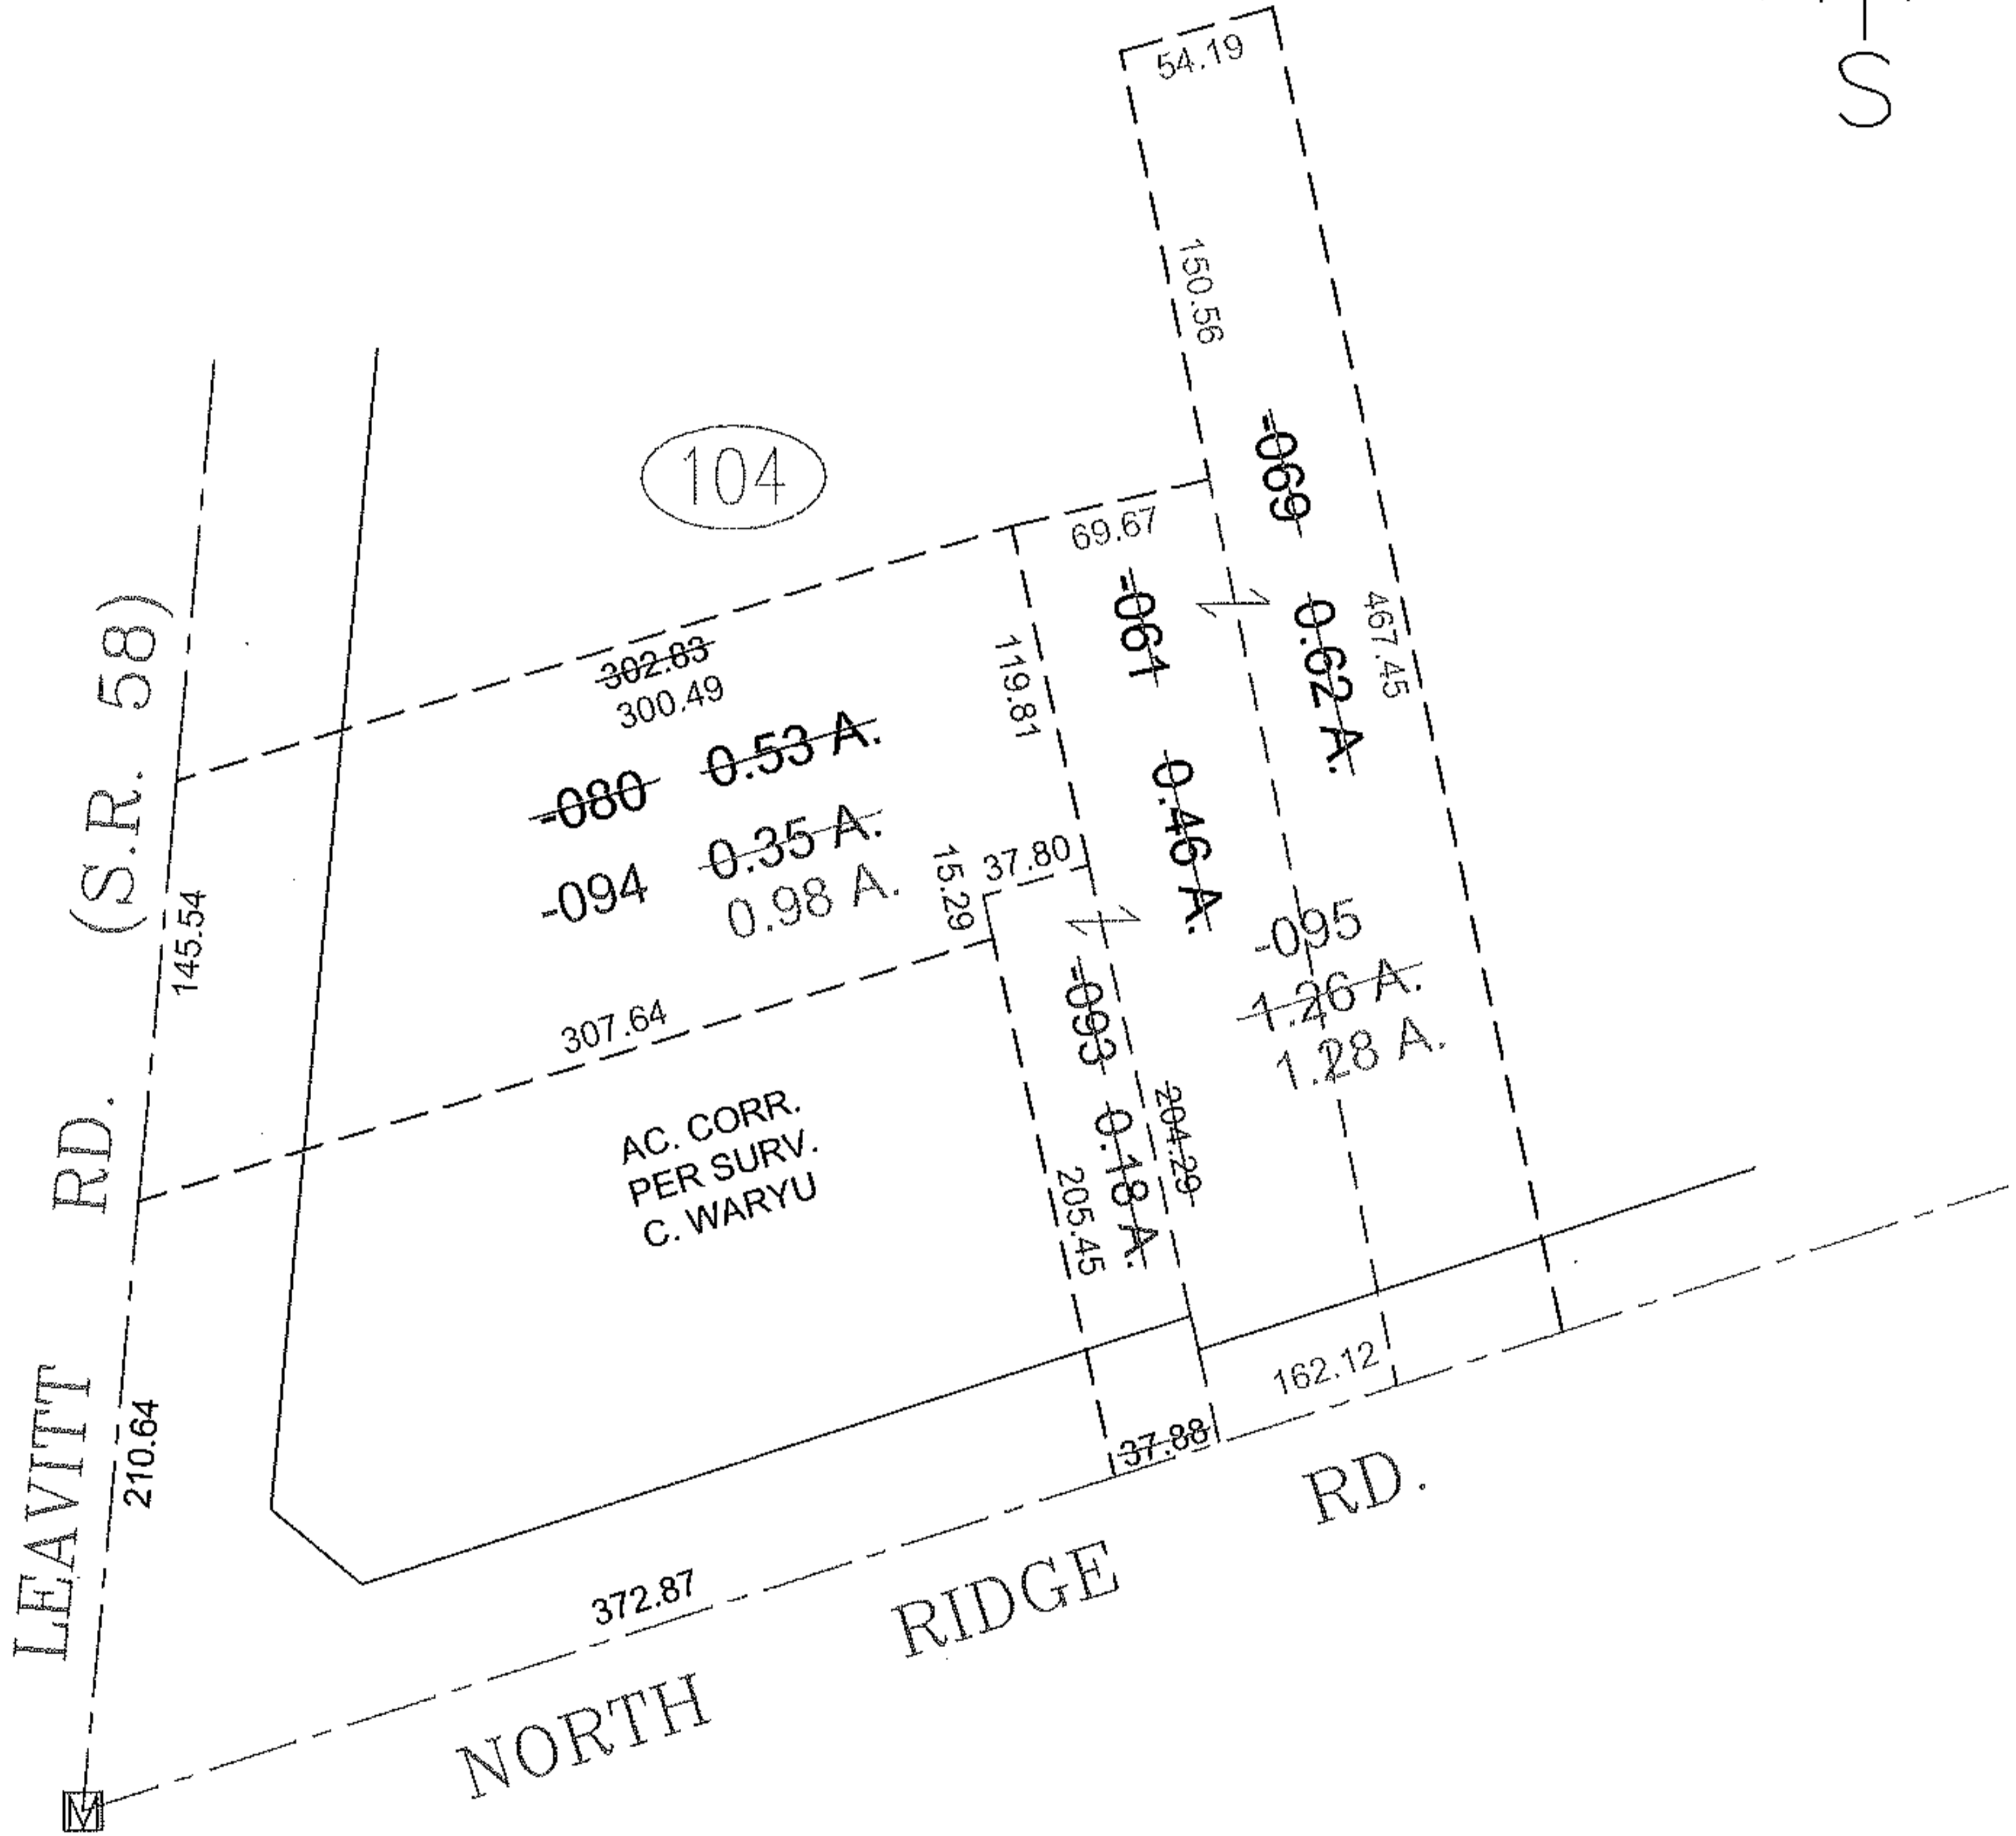 S
54.19
150.56
-069
0.62 A.
467.45
104
69.67
-061
0.46 A.
119.81
302.83
300.49
-080 0.53 A.
-094 0.35 A.
0.98 A.
37.80
15.29
-093
0.18 A.
204.29
205.45
-095
1.26 A.
1.28 A.
307.64
AC. CORR.
PER SURV.
C. WARYU
145.54
210.64
LEAVITT RD. (S.R. 58)
162.12
37.88
372.87
NORTH RIDGE RD.
M